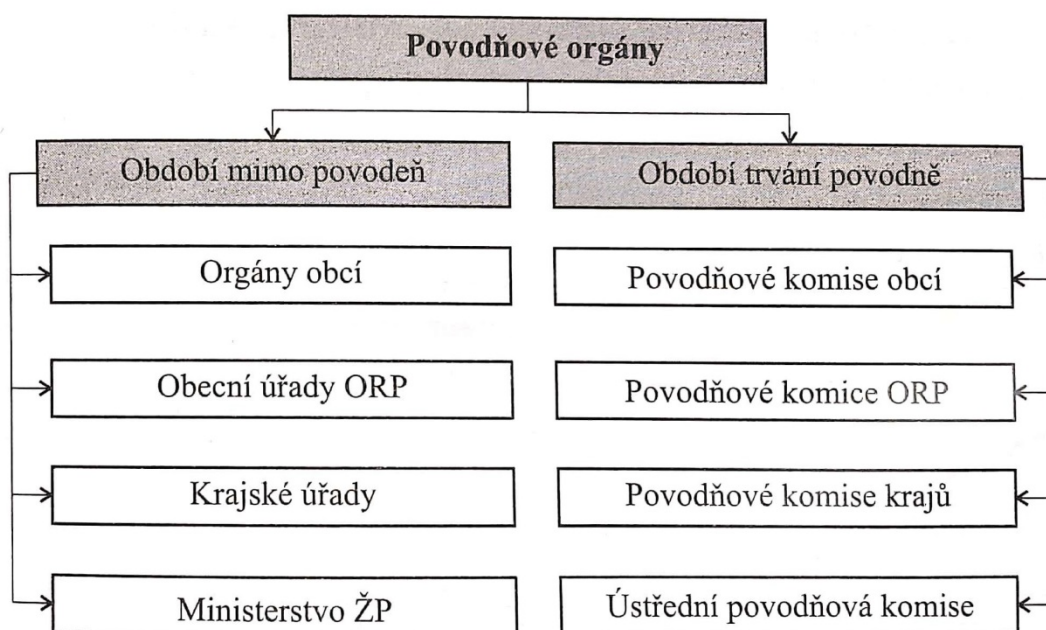 Povodňové orgány
Období mimo povodeň
Období trvání povodně
Orgány obcí
Povodňové komise obcí
Obecní úřady ORP
Povodňové komice ORP
Krajské úřady
Povodňové komise krajů
Ministerstvo ŽP
Ústřední povodňová komise